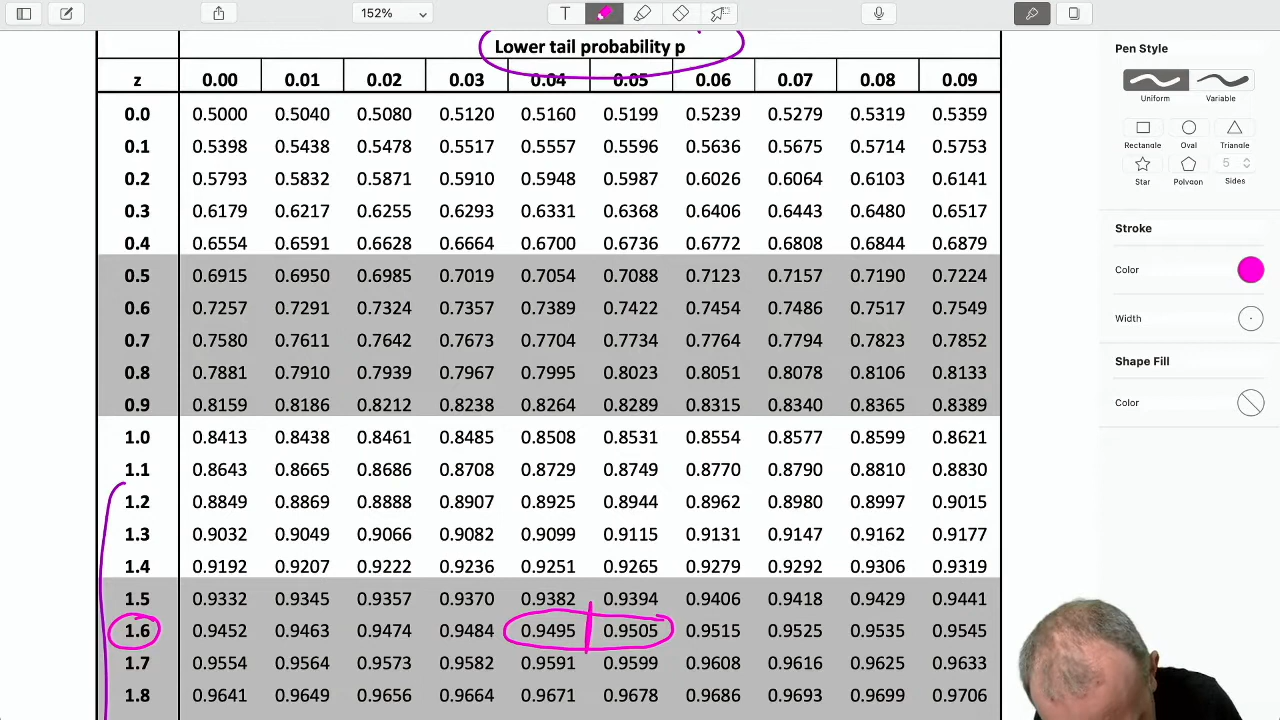 152%
T
Lower tail probability p
z 0.00 0.01 0.02 0.03 0.04 0.05 0.06 0.07 0.08 0.09
0.0 0.5000 0.5040 0.5080 0.5120 0.5160 0.5199 0.5239 0.5279 0.5319 0.5359
0.1 0.5398 0.5438 0.5478 0.5517 0.5557 0.5596 0.5636 0.5675 0.5714 0.5753
0.2 0.5793 0.5832 0.5871 0.5910 0.5948 0.5987 0.6026 0.6064 0.6103 0.6141
0.3 0.6179 0.6217 0.6255 0.6293 0.6331 0.6368 0.6406 0.6443 0.6480 0.6517
0.4 0.6554 0.6591 0.6628 0.6664 0.6700 0.6736 0.6772 0.6808 0.6844 0.6879
0.5 0.6915 0.6950 0.6985 0.7019 0.7054 0.7088 0.7123 0.7157 0.7190 0.7224
0.6 0.7257 0.7291 0.7324 0.7357 0.7389 0.7422 0.7454 0.7486 0.7517 0.7549
0.7 0.7580 0.7611 0.7642 0.7673 0.7704 0.7734 0.7764 0.7794 0.7823 0.7852
0.8 0.7881 0.7910 0.7939 0.7967 0.7995 0.8023 0.8051 0.8078 0.8106 0.8133
0.9 0.8159 0.8186 0.8212 0.8238 0.8264 0.8289 0.8315 0.8340 0.8365 0.8389
1.0 0.8413 0.8438 0.8461 0.8485 0.8508 0.8531 0.8554 0.8577 0.8599 0.8621
1.1 0.8643 0.8665 0.8686 0.8708 0.8729 0.8749 0.8770 0.8790 0.8810 0.8830
1.2 0.8849 0.8869 0.8888 0.8907 0.8925 0.8944 0.8962 0.8980 0.8997 0.9015
1.3 0.9032 0.9049 0.9066 0.9082 0.9099 0.9115 0.9131 0.9147 0.9162 0.9177
1.4 0.9192 0.9207 0.9222 0.9236 0.9251 0.9265 0.9279 0.9292 0.9306 0.9319
1.5 0.9332 0.9345 0.9357 0.9370 0.9382 0.9394 0.9406 0.9418 0.9429 0.9441
1.6 0.9452 0.9463 0.9474 0.9484 0.9495 0.9505 0.9515 0.9525 0.9535 0.9545
1.7 0.9554 0.9564 0.9573 0.9582 0.9591 0.9599 0.9608 0.9616 0.9625 0.9633
1.8 0.9641 0.9649 0.9656 0.9664 0.9671 0.9678 0.9686 0.9693 0.9699 0.9706
Pen Style
Uniform Variable
Rectangle Oval Triangle
5
Star Polygon Sides
Stroke
Color
Width
Shape Fill
Color